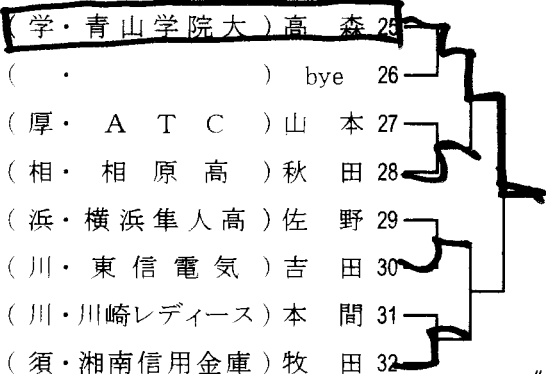 (学・青山学院大)高森 25
( ・ ) bye 26
(厚・ATC)山本 27
(相・相原高)秋田 28
(浜・横浜隼人高)佐野 29
(川・東信電気)吉田 30
(川・川崎レディース)本間 31
(須・湘南信用金庫)牧田 32